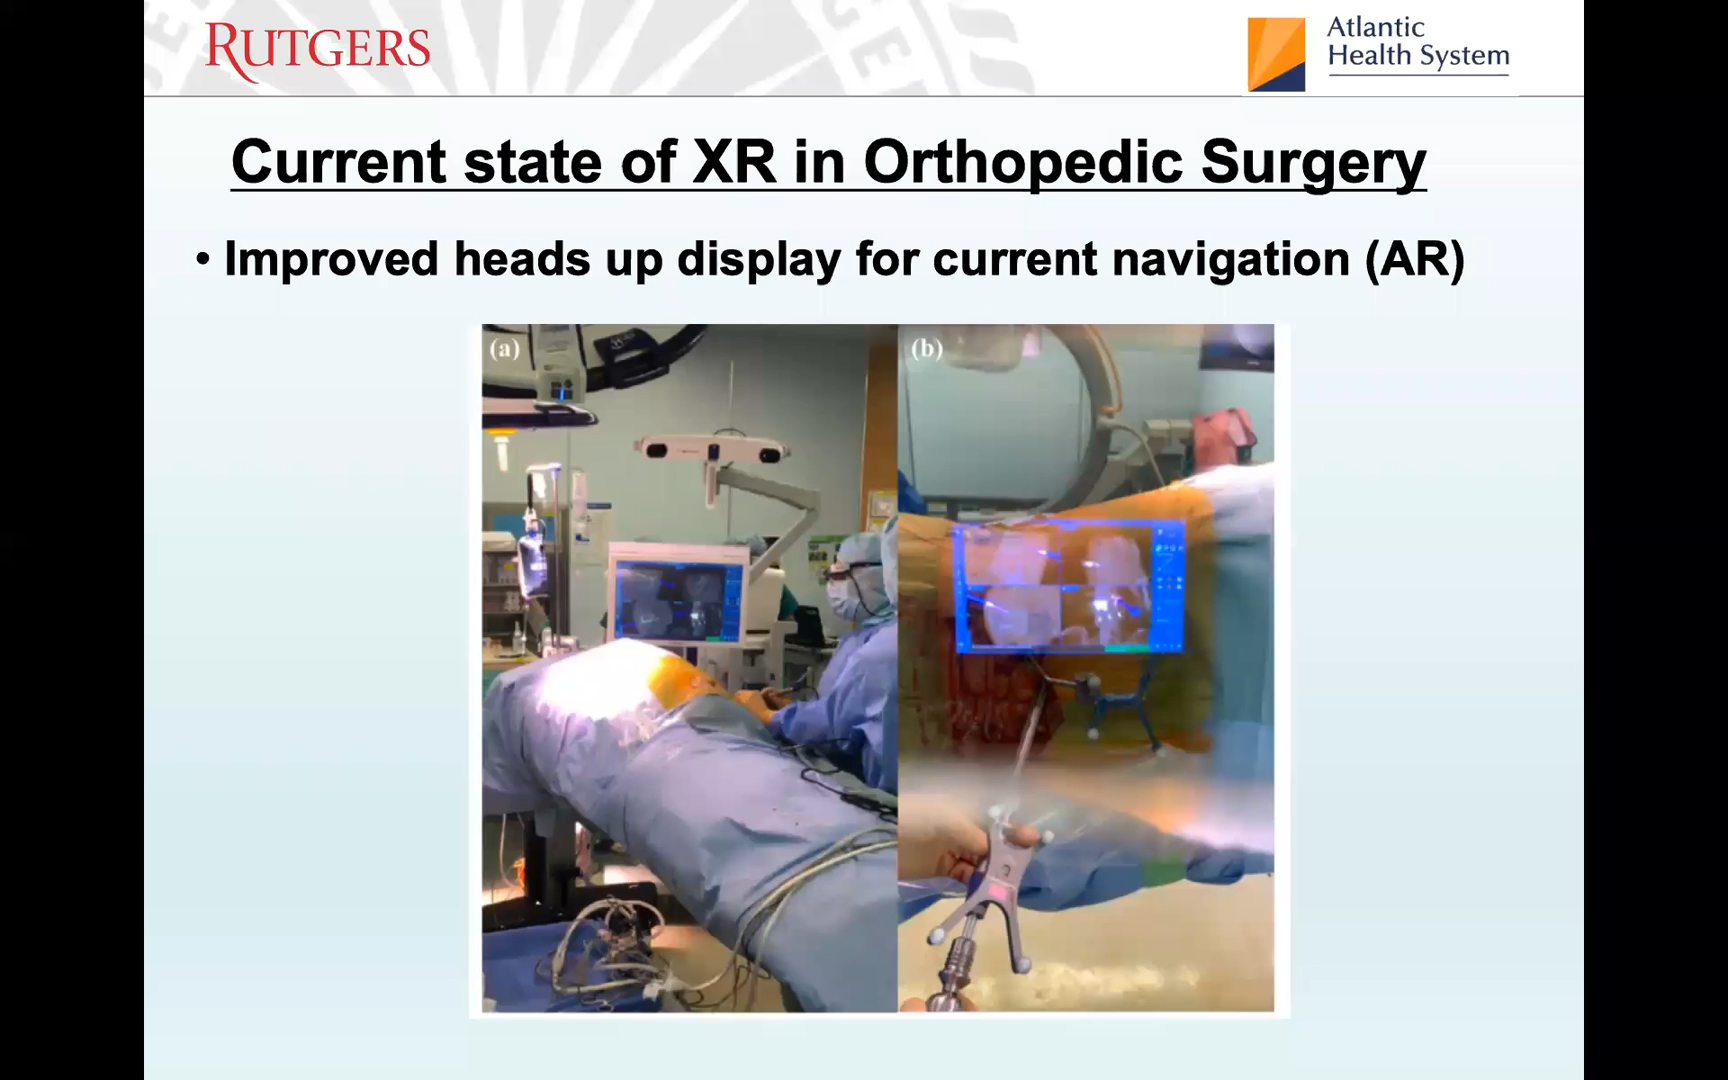 RUTGERS
Atlantic
Health System
Current state of XR in Orthopedic Surgery
• Improved heads up display for current navigation (AR)
(a)
(b)